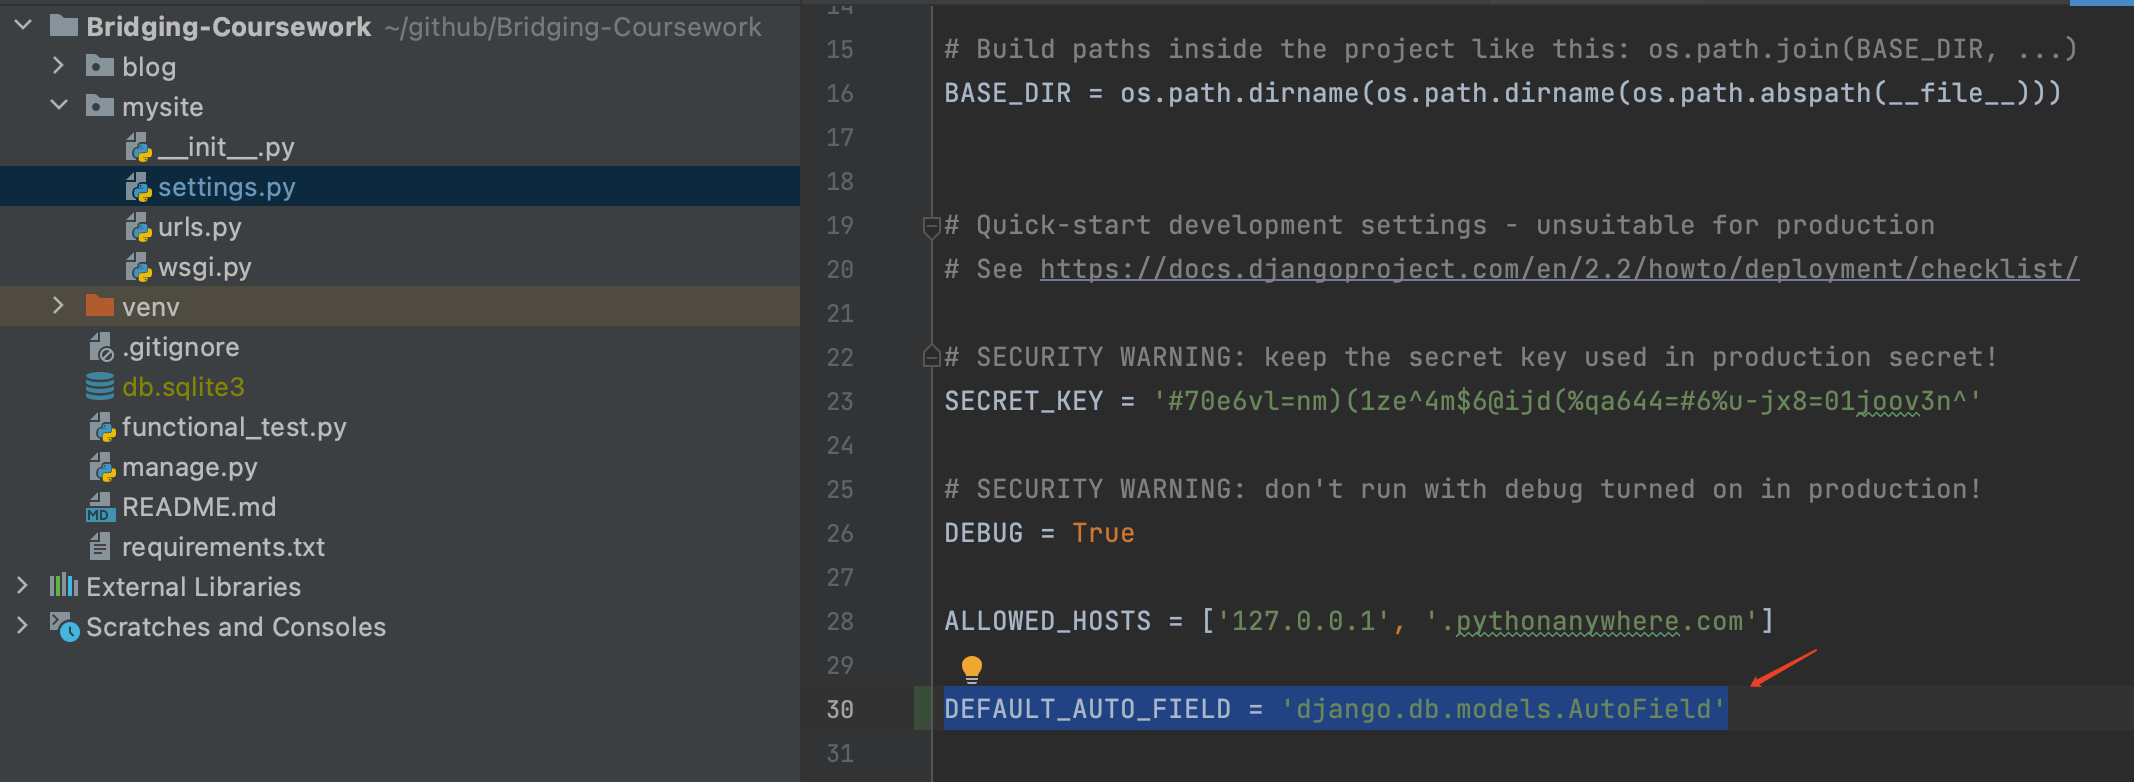 Bridging-Coursework ~/github/Bridging-Coursework
blog
mysite
__init__.py
settings.py
urls.py
wsgi.py
venv
.gitignore
db.sqlite3
functional_test.py
manage.py
MD README.md
requirements.txt
External Libraries
Scratches and Consoles
14
15 # Build paths inside the project like this: os.path.join(BASE_DIR, ...)
16 BASE_DIR = os.path.dirname(os.path.dirname(os.path.abspath(__file__)))
17
18
19 # Quick-start development settings - unsuitable for production
20 # See https://docs.djangoproject.com/en/2.2/howto/deployment/checklist/
21
22 # SECURITY WARNING: keep the secret key used in production secret!
23 SECRET_KEY = '#70e6vl=nm)(1ze^4m$6@ijd(%qa644=#6%u-jx8=01joov3n^'
24
25 # SECURITY WARNING: don't run with debug turned on in production!
26 DEBUG = True
27
28 ALLOWED_HOSTS = ['127.0.0.1', '.pythonanywhere.com']
29
30 DEFAULT_AUTO_FIELD = 'django.db.models.AutoField'
31